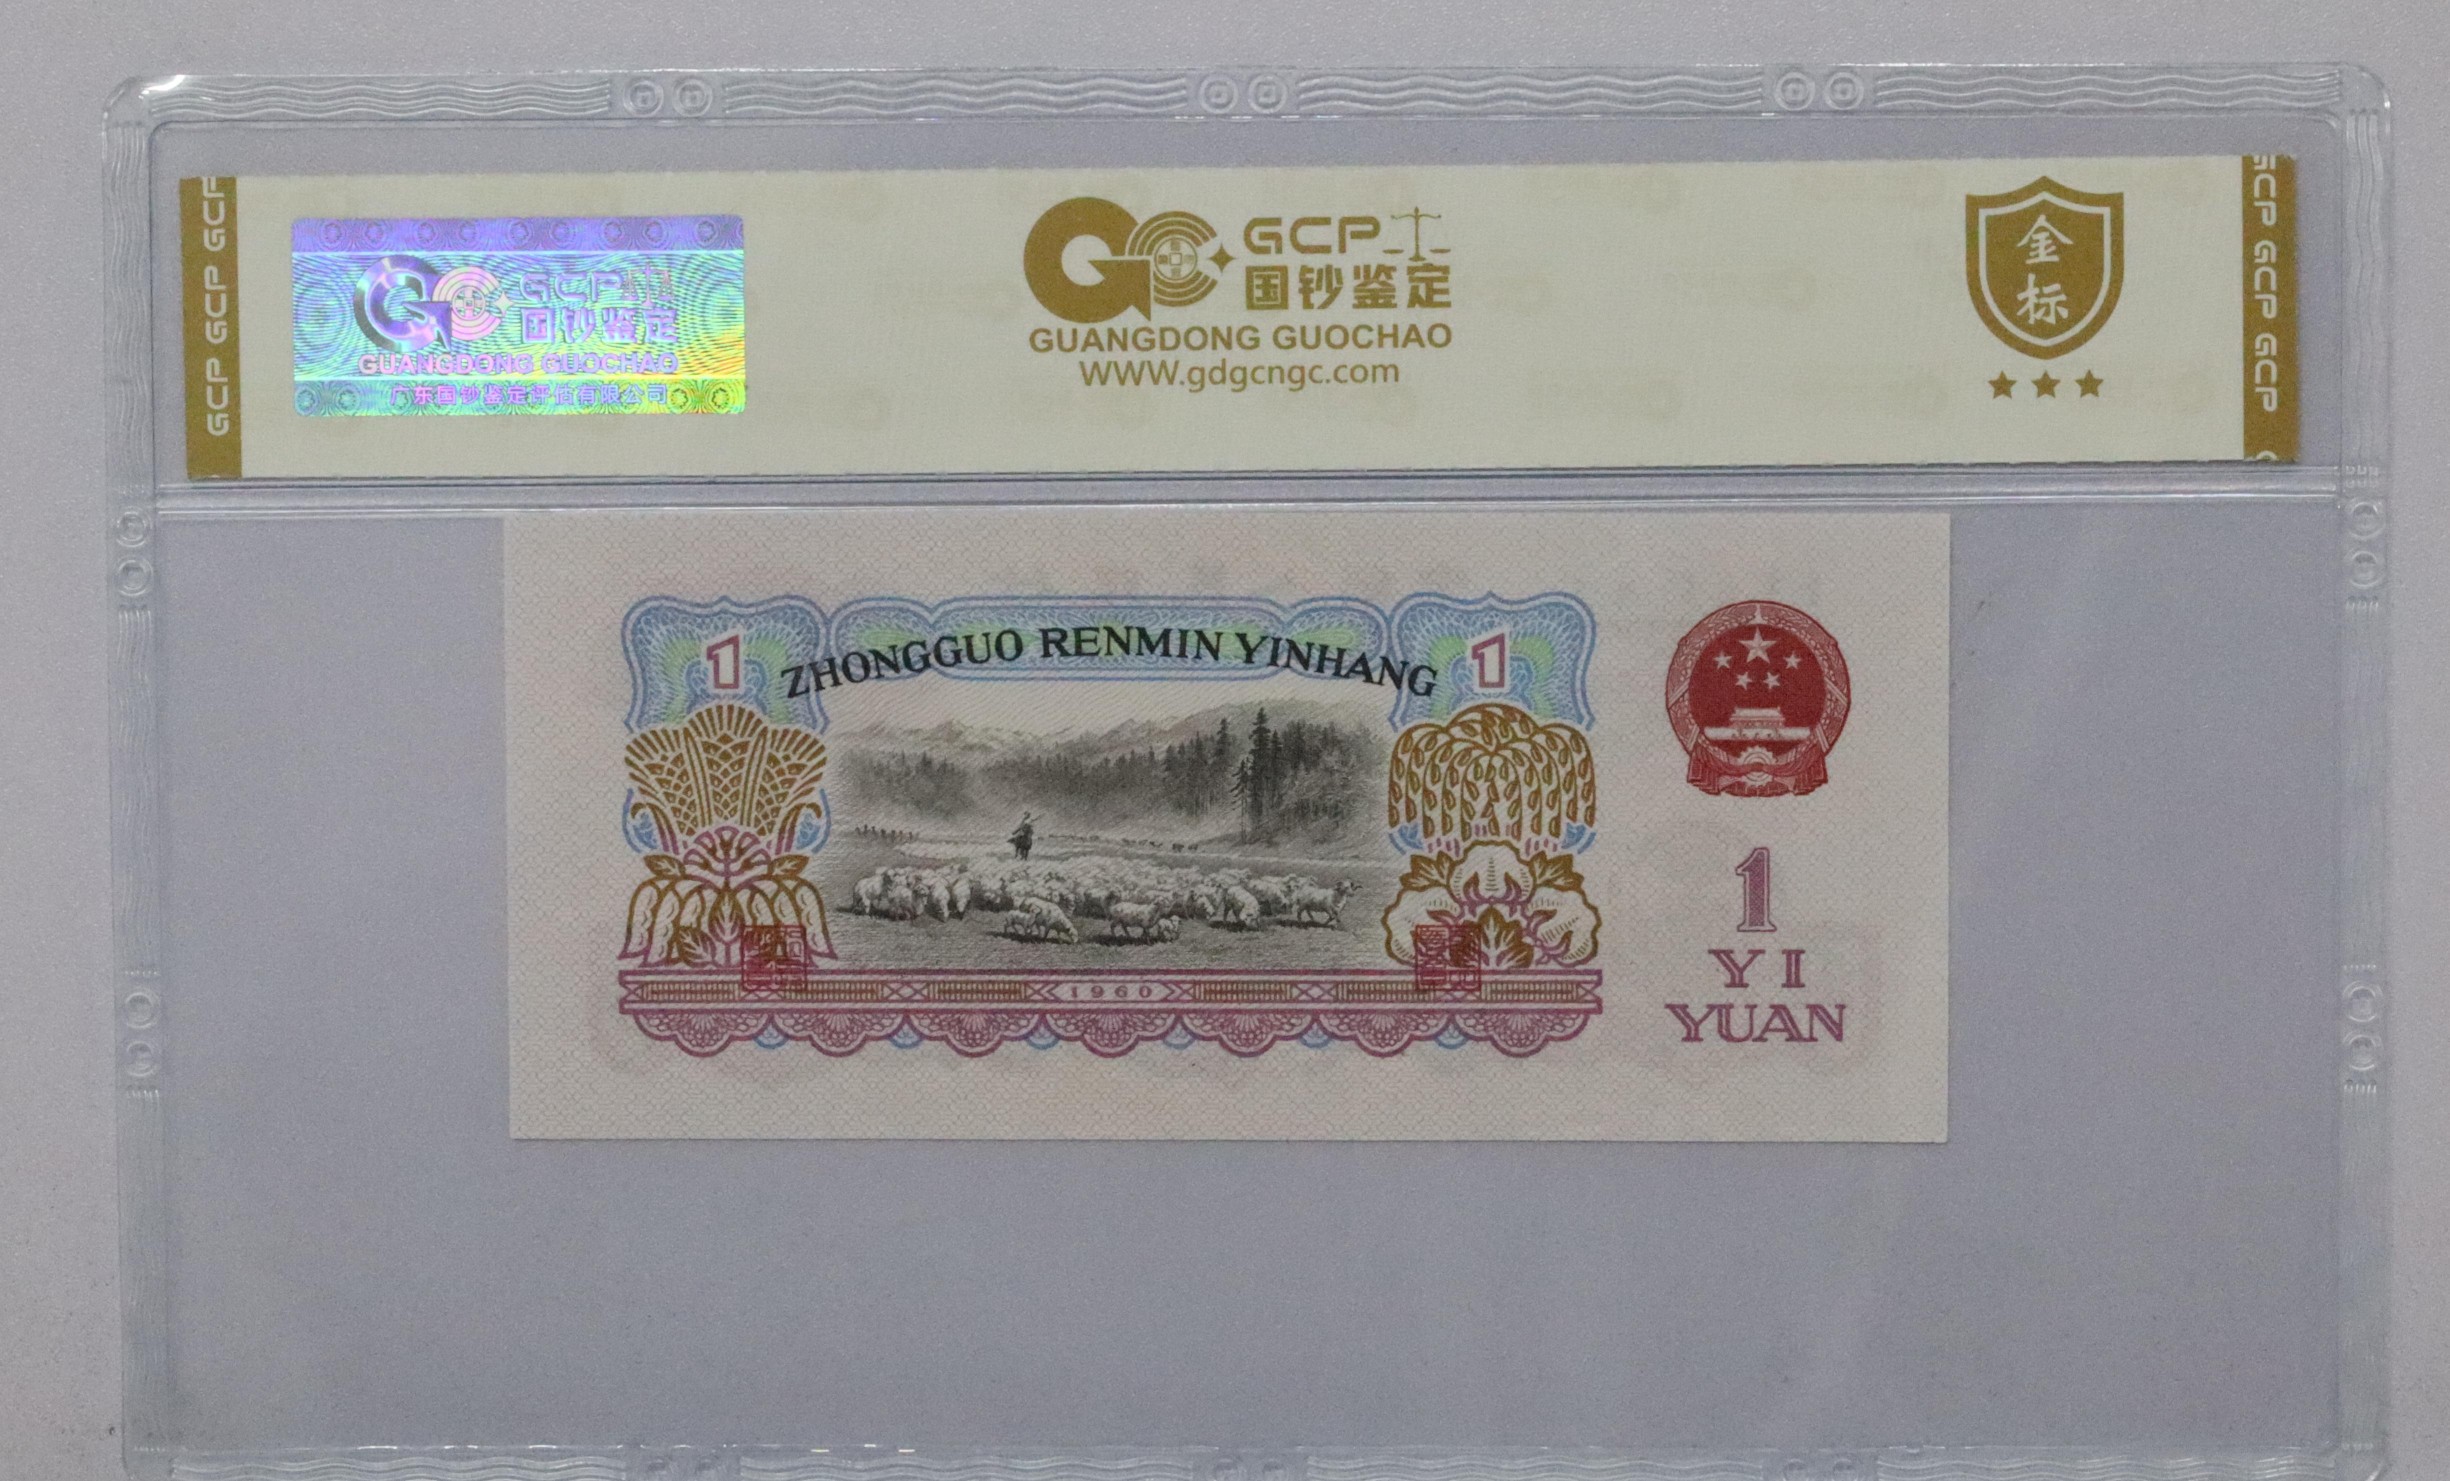 GCP GCP GCP
GCP
国钞鉴定
GUANGDONG GUOCHAO
广东国钞鉴定评估有限公司
GCP
国钞鉴定
GUANGDONG GUOCHAO
WWW.gdgcngc.com
金
标
GCP GCP GCP
ZHONGGUO RENMIN YINHANG
1
1
1960
1
YI
YUAN